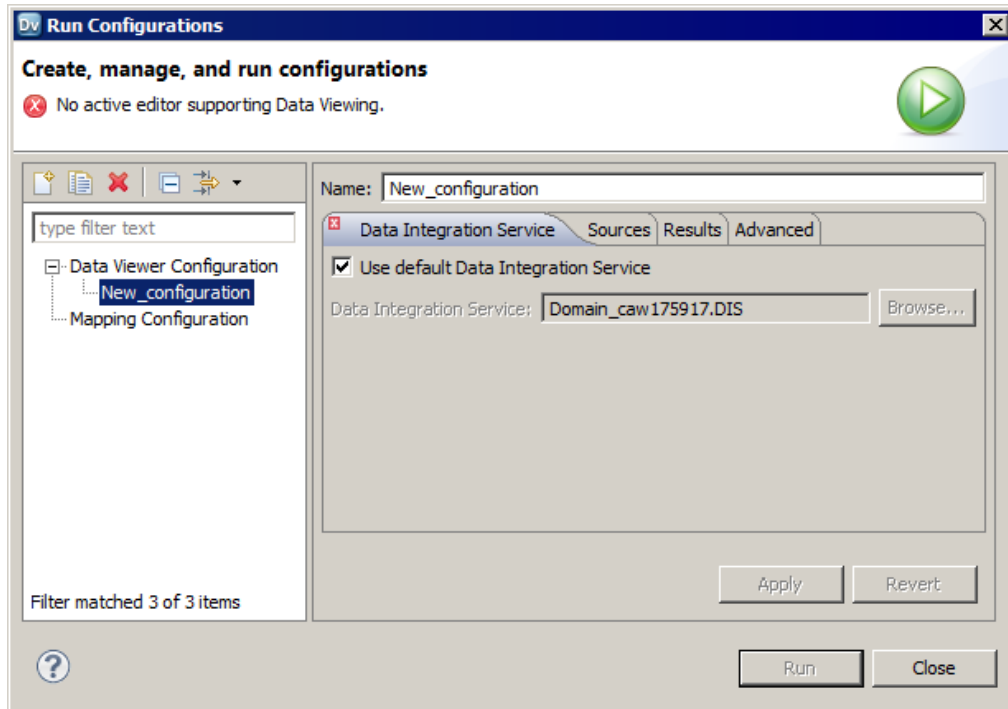 Dv Run Configurations
Create, manage, and run configurations
No active editor supporting Data Viewing.
type filter text
Data Viewer Configuration
New_configuration
Mapping Configuration
Filter matched 3 of 3 items
Name: New_configuration
Data Integration Service Sources Results Advanced
Use default Data Integration Service
Data Integration Service: Domain_caw175917.DIS Browse...
Apply Revert
? Run Close